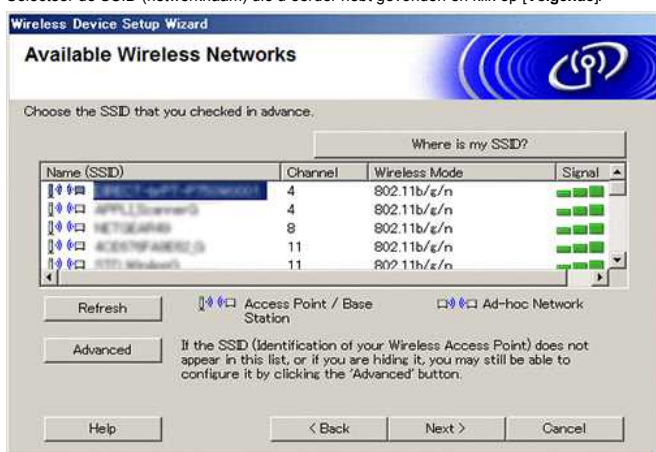 Wireless Device Setup Wizard
Available Wireless Networks
Choose the SSID that you checked in advance.
Where is my SSID?
Name (SSID) Channel Wireless Mode Signal
4 802.11b/g/n
4 802.11b/g/n
8 802.11b/g/n
11 802.11b/g/n
11 802.11b/g/n
Refresh
Access Point / Base
Station
Ad-hoc Network
Advanced
If the SSID (Identification of your Wireless Access Point) does not
appear in this list, or if you are hiding it, you may still be able to
configure it by clicking the 'Advanced' button.
Help < Back Next > Cancel